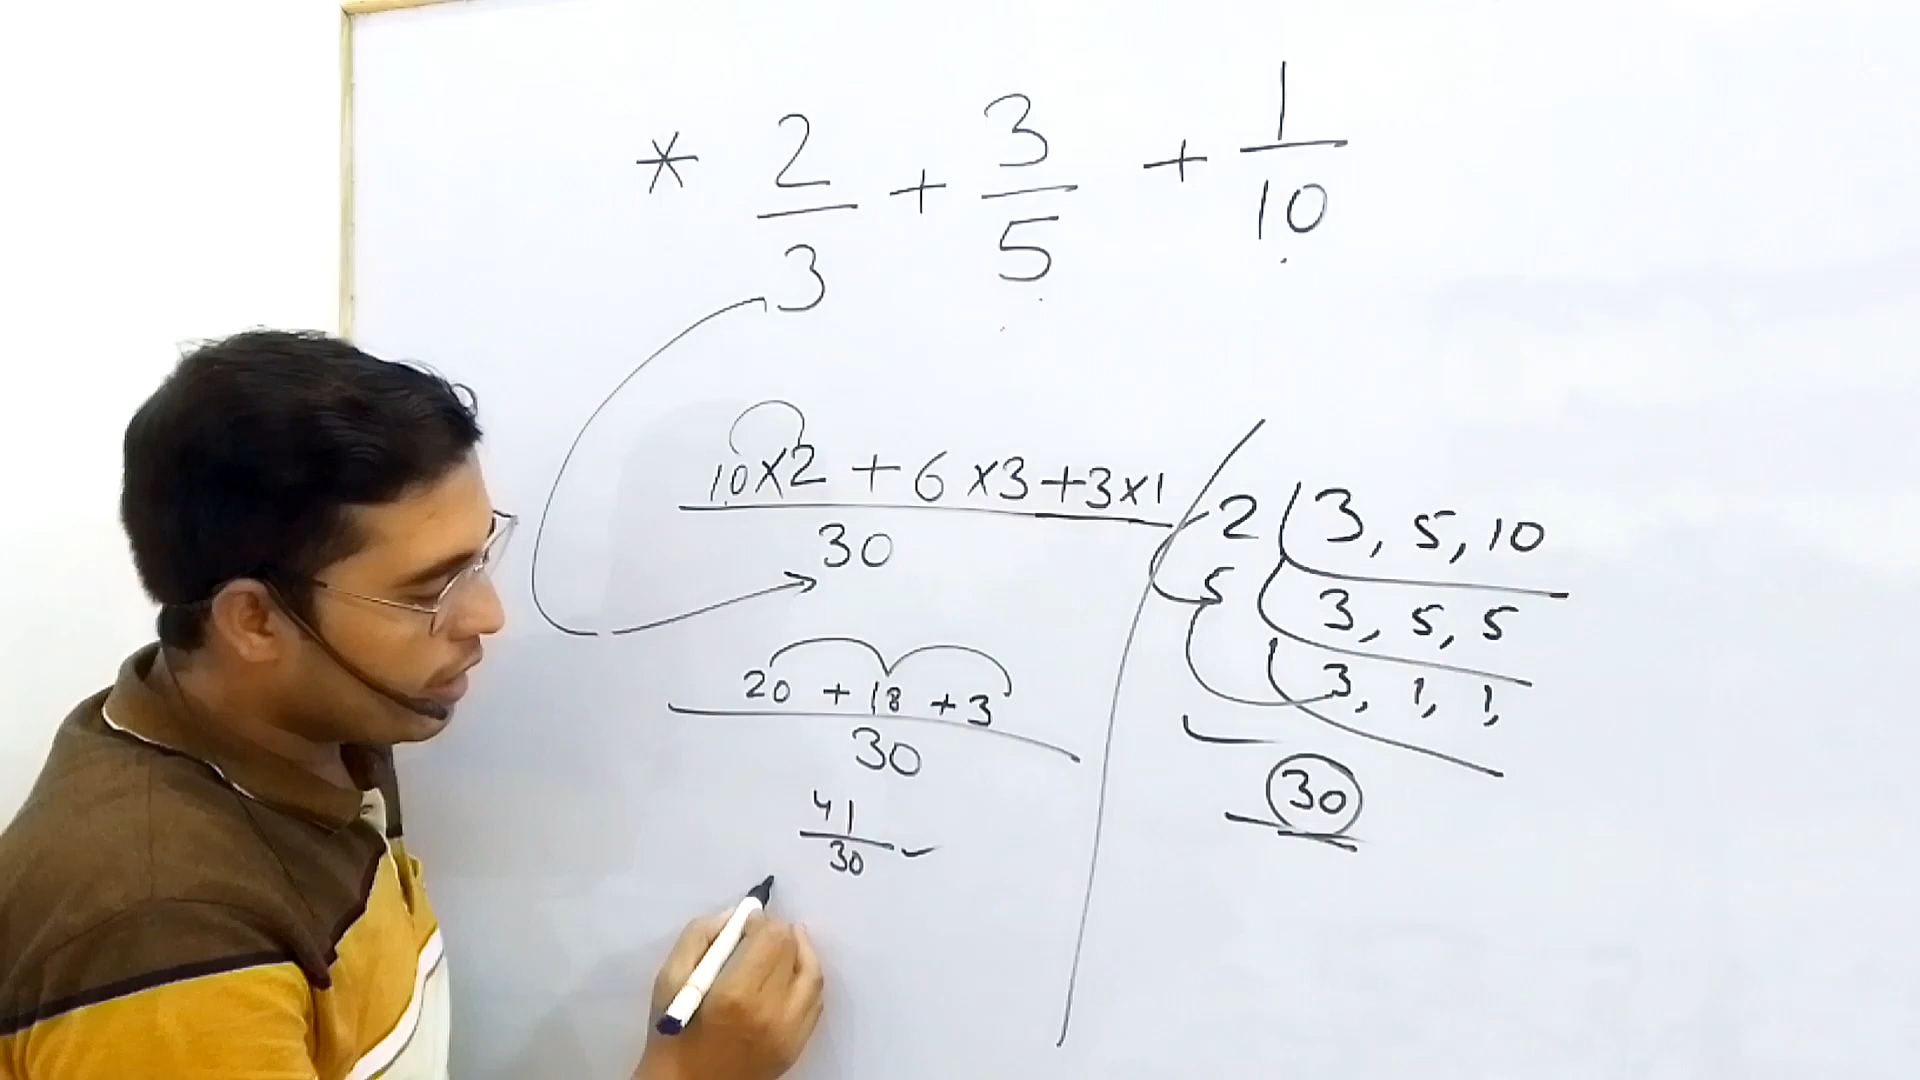 * 2/3 + 3/5 + 1/10
10×2 + 6×3+3×1
30
20 + 18 + 3
30
41
30
2 3, 5, 10
5 3, 5, 5
3, 1, 1,
30